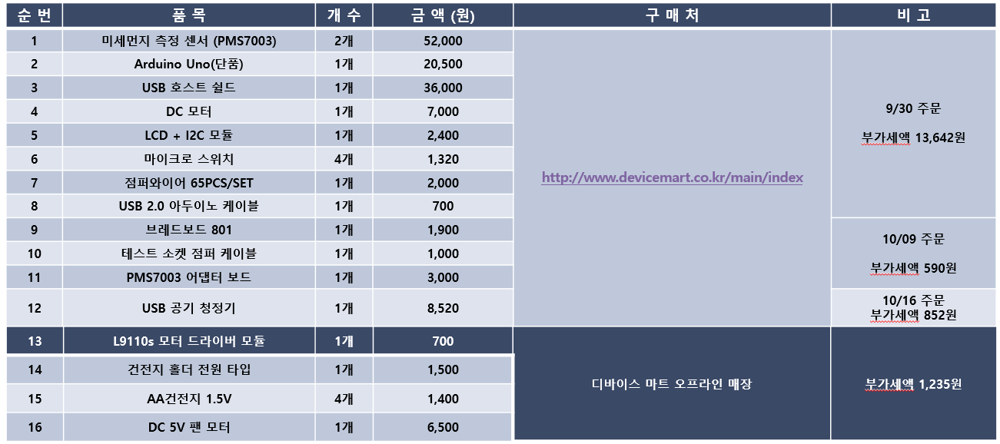 순 번 품 목 개 수 금 액 (원) 구 매 처 비 고
1 미세먼지 측정 센서 (PMS7003) 2개 52,000
2 Arduino Uno(단품) 1개 20,500
3 USB 호스트 쉴드 1개 36,000
4 DC 모터 1개 7,000
5 LCD + I2C 모듈 1개 2,400
6 마이크로 스위치 4개 1,320
7 점퍼와이어 65PCS/SET 1개 2,000
8 USB 2.0 아두이노 케이블 1개 700
9 브레드보드 801 1개 1,900
10 테스트 소켓 점퍼 케이블 1개 1,000
11 PMS7003 어댑터 보드 1개 3,000
12 USB 공기 청정기 1개 8,520
http://www.devicemart.co.kr/main/index
9/30 주문
부가세액 13,642원
10/09 주문
부가세액 590원
10/16 주문
부가세액 852원
13 L9110s 모터 드라이버 모듈 1개 700
14 건전지 홀더 전원 타입 1개 1,500
15 AA건전지 1.5V 4개 1,400
16 DC 5V 팬 모터 1개 6,500
디바이스 마트 오프라인 매장
부가세액 1,235원